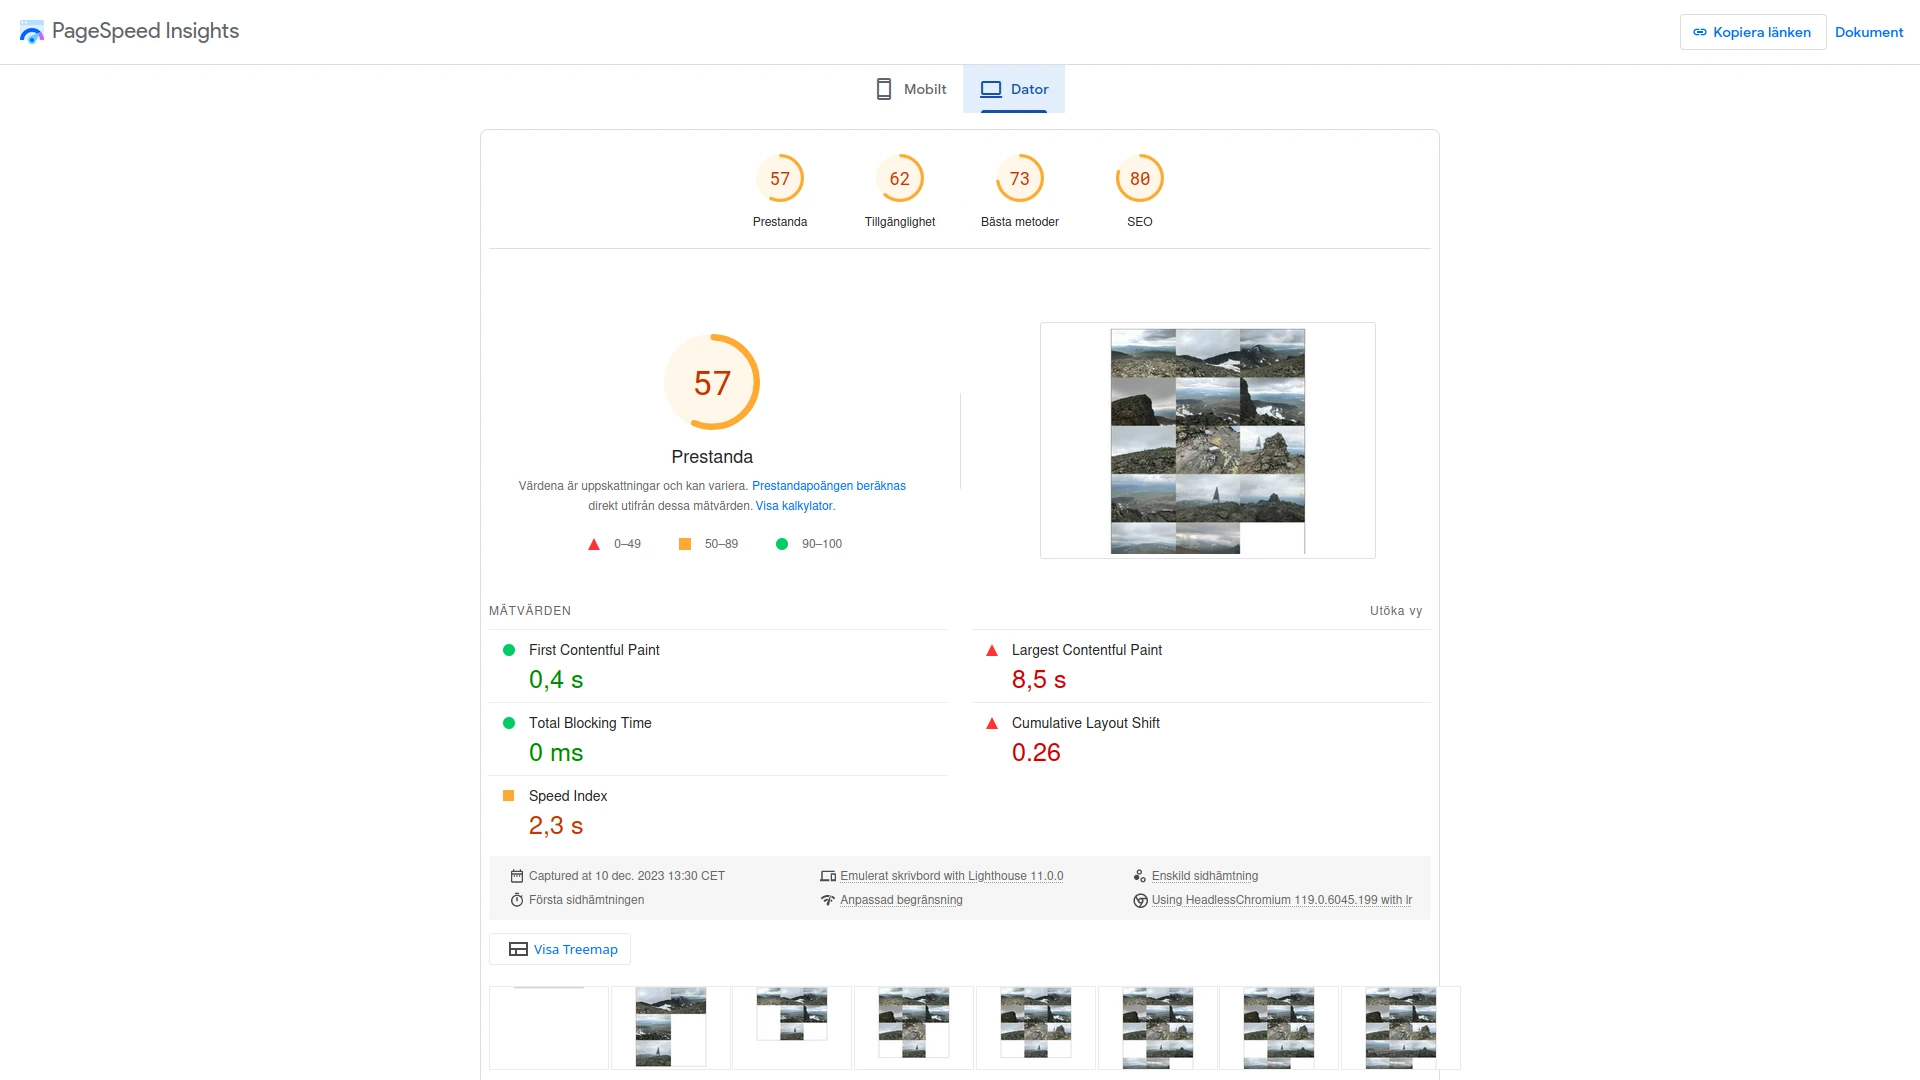 PageSpeed Insights
Kopiera länken
Dokument
Mobilt
Dator
57
62
73
80
Prestanda
Tillgänglighet
Bästa metoder
SEO
57
Prestanda
Värdena är uppskattningar och kan variera. Prestandapoängen beräknas
direkt utifrån dessa mätvärden. Visa kalkylator.
0–49
50–89
90–100
MÄTVÄRDEN
Utöka vy
First Contentful Paint
0,4 s
Largest Contentful Paint
8,5 s
Total Blocking Time
0 ms
Cumulative Layout Shift
0.26
Speed Index
2,3 s
Captured at 10 dec. 2023 13:30 CET
Emulerat skrivbord with Lighthouse 11.0.0
Enskild sidhämtning
Första sidhämtningen
Anpassad begränsning
Using HeadlessChromium 119.0.6045.199 with lr
Visa Treemap